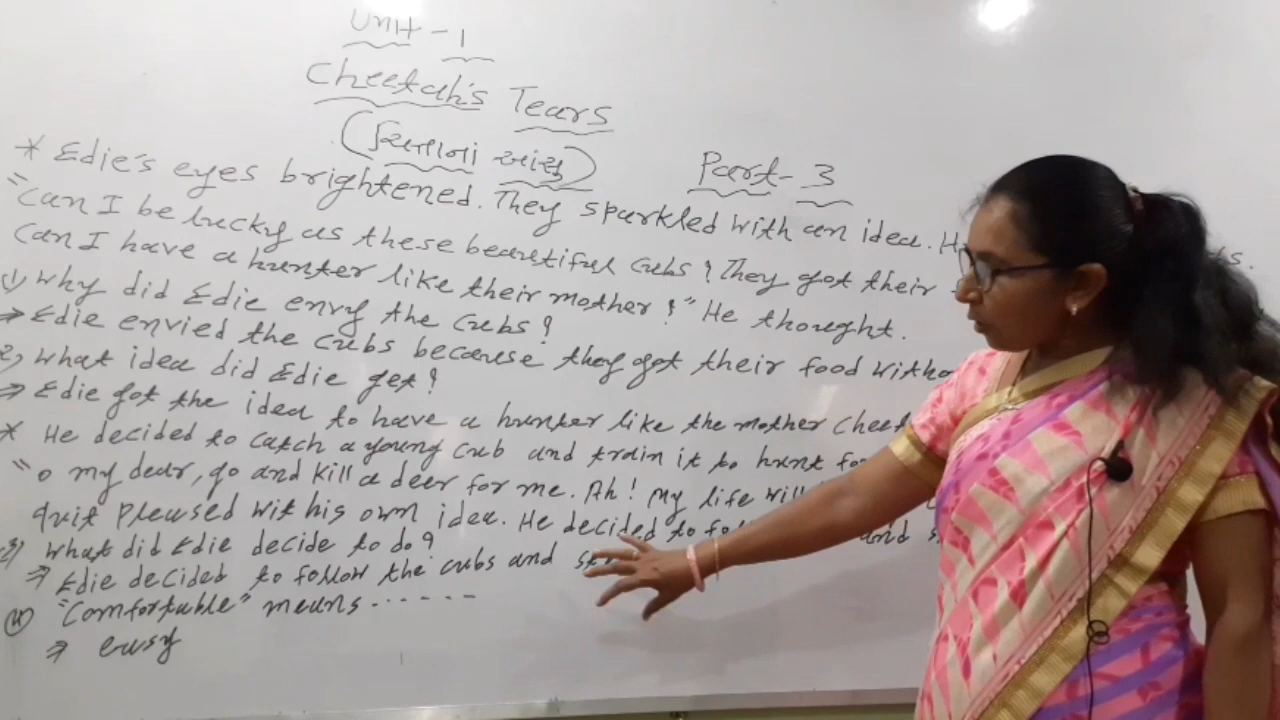 Unit - 1
Cheetah's Tears
(ચિત્તાના આંસુ)
Part - 3
* Edie's eyes brightened. They sparkled with an idea.
"Can I be lucky as these beautiful cubs? They got their
Can I have a hunter like their mother?" He thought.
1) Why did Edie envy the cubs?
⇒ Edie envied the cubs because they got their food
2) What idea did Edie get?
⇒ Edie got the idea to have a hunter like the mother
* He decided to catch a young cub and train it to hunt
"O my dear, go and kill a deer for me. Ah! My life will
quit pleased with his own idea. He decided to and
3) What did Edie decide to do?
⇒ Edie decided to follow the cubs and
4) "Comfortable" means ......
⇒ easy